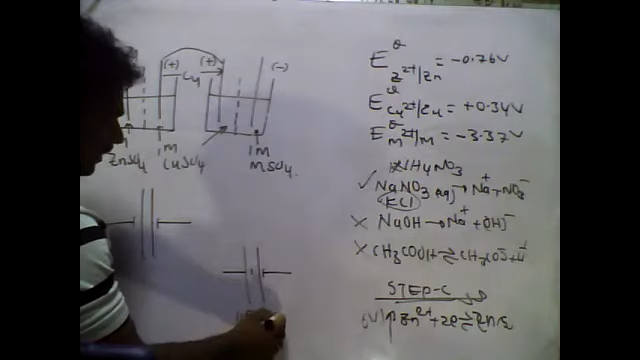 (+) (+) (-)
Cu
1M 1M
ZnSO4 CuSO4 MSO4.
E° Z²⁺/Zn = -0.76V
E° Cu²⁺/Cu = +0.34V
E° M²⁺/M = -3.37V
NH4NO3
✓ NaNO3 aq → Na⁺ + NO3⁻
KCl
× NaOH → Na⁺ + OH⁻
× CH3COOH ⇌ CH3COO⁻ + H⁺
STEP-C
Zn²⁺ + 2e ⇌ Zn(s)